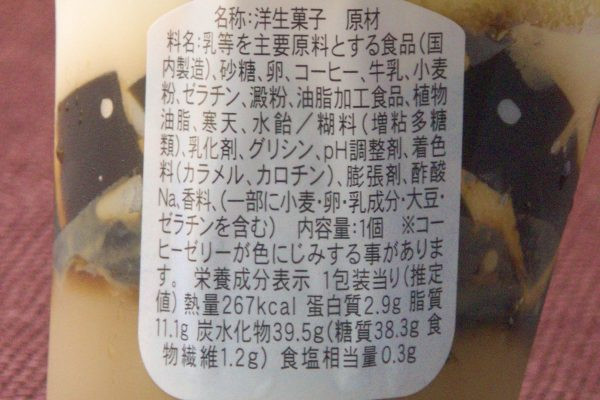 名称:洋生菓子　原材
料名:乳等を主要原料とする食品(国
内製造)、砂糖、卵、コーヒー、牛乳、小麦
粉、ゼラチン、澱粉、油脂加工食品、植物
油脂、寒天、水飴／糊料(増粘多糖
類)、乳化剤、グリシン、pH調整剤、着色
料(カラメル、カロチン)、膨張剤、酢酸
Na、香料、(一部に小麦・卵・乳成分・大豆・
ゼラチンを含む)　内容量:1個　※コー
ヒーゼリーが色にじみする事がありま
す。 栄養成分表示 1包装当り(推定
値) 熱量267kcal 蛋白質2.9g 脂質
11.1g 炭水化物39.5g(糖質38.3g 食
物繊維1.2g) 食塩相当量0.3g